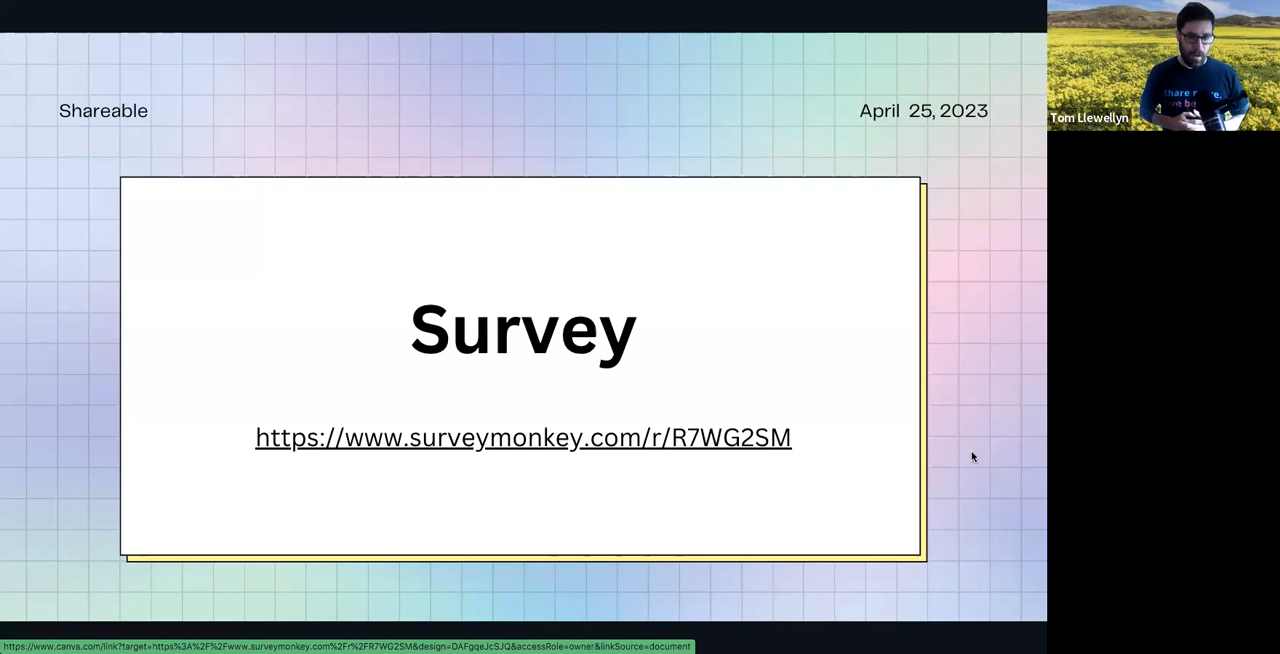 Shareable
April 25, 2023
Survey
https://www.surveymonkey.com/r/R7WG2SM
Tom Llewellyn
https://www.canva.com/link?target=https%3A%2F%2Fwww.surveymonkey.com%2Fr%2FR7WG2SM&design=DAFgqeJcSJQ&accessRole=owner&linkSource=document